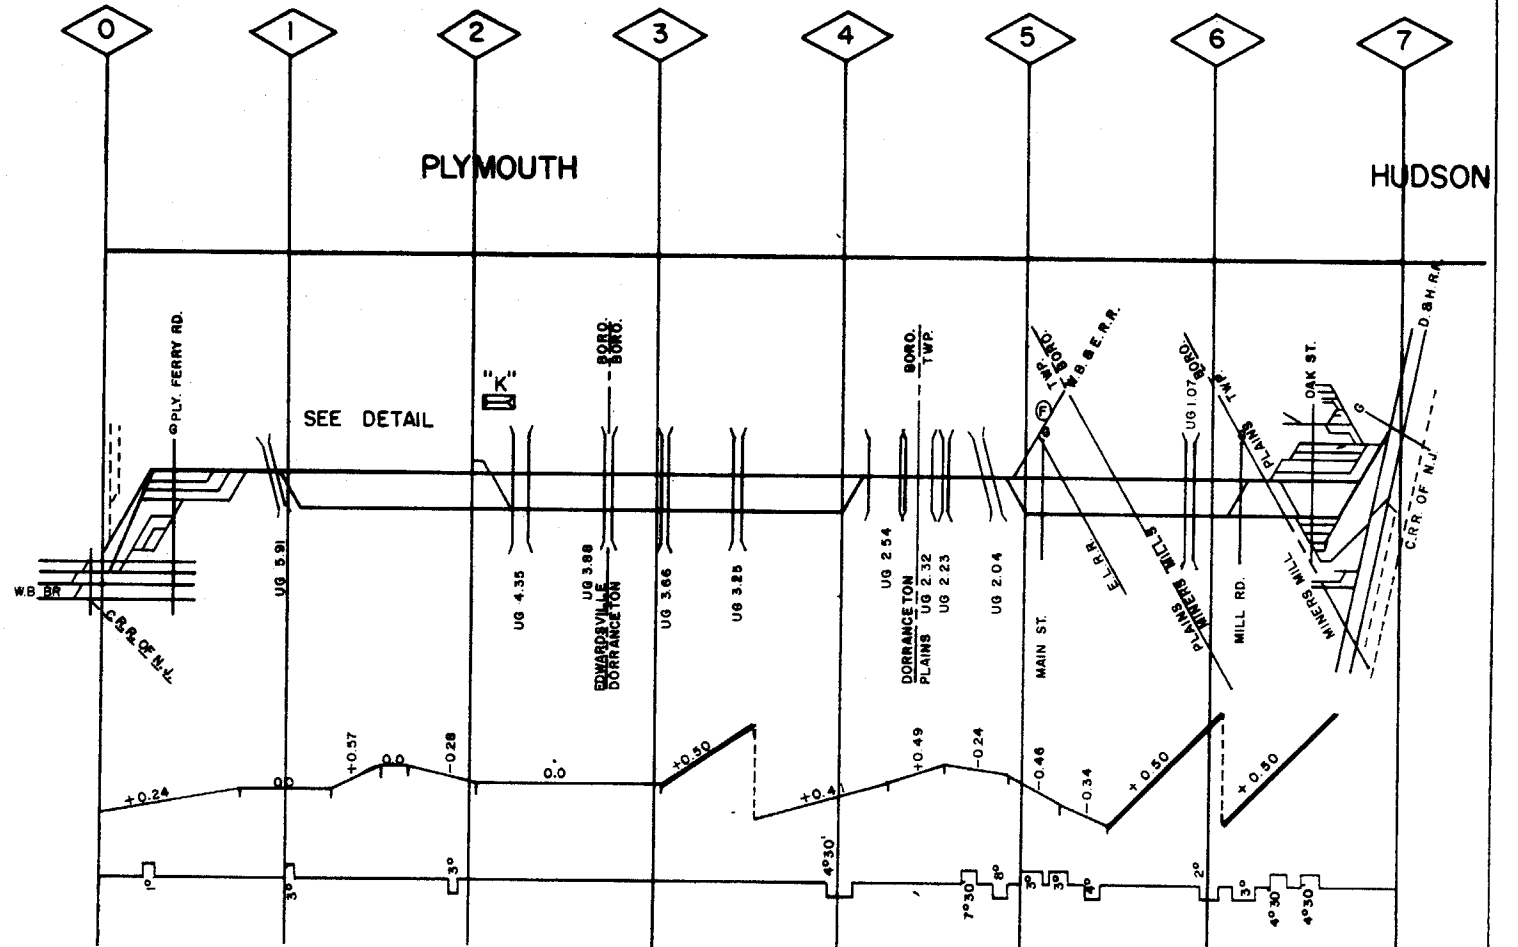 0 1 2 3 4 5 6 7
PLYMOUTH
HUDSON
SEE DETAIL
"K"
G PLY. FERRY RD.
BORO.
BORO.
BORO.
TWP.
TWP.
BORO.
W.B. & E.R.R.
F
G
UG 1.07
BORO.
TWP.
PLAINS
OAK ST.
G
D. & H. R.R.
C.R.R. OF N.J.
W.B. BR
C.R.R. OF N.J.
UG 5.91
UG 4.35
UG 3.88
EDWARDSVILLE
DORRANCETON
UG 3.66
UG 3.25
UG 2.54
DORRANCETON
PLAINS
UG 2.32
UG 2.23
UG 2.04
MAIN ST.
E.L.R.R.
PLAINS
MINERS MILLS
MILL RD.
MINERS MILL
+0.24
0.0
+0.57
0.0
-0.28
0.0
+0.50
+0.4
+0.49
-0.24
-0.46
-0.34
× 0.50
× 0.50
1°
3°
3°
4°30'
7°30'
8°
3°
3°
4°
2°
3°
4°30'
4°30'